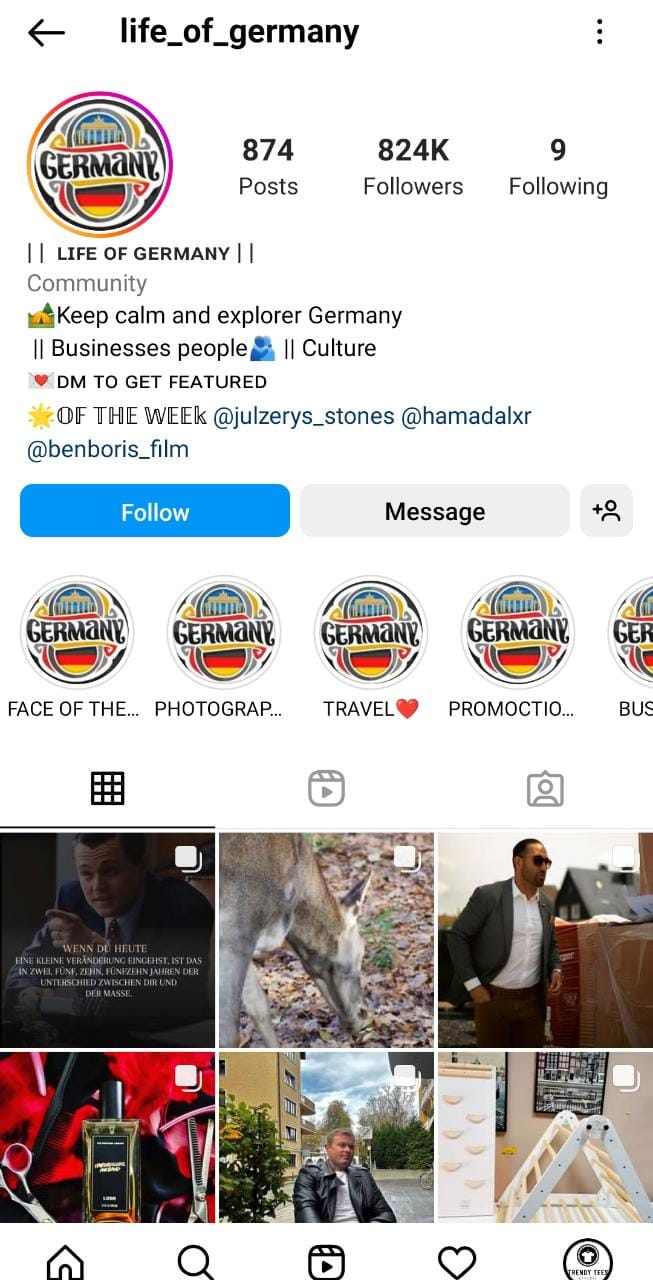 life_of_germany
GERMANY
874
Posts
824K
Followers
9
Following
|| LIFE OF GERMANY ||
Community
🏕️Keep calm and explorer Germany
|| Businesses people🫂 || Culture
💌DM TO GET FEATURED
🌟𝕆𝔽 𝕋ℍ𝔼 𝕎𝔼𝔼𝕜 @julzerys_stones @hamadalxr
@benboris_film
Follow
Message
GERMANY
GERMANY
GERMANY
GERMANY
GER
FACE OF THE...
PHOTOGRAP...
TRAVEL❤️
PROMOCTIO...
BUS
WENN DU HEUTE
EINE KLEINE VERÄNDERUNG EINGEHST, IST DAS
IN ZWEI, FÜNF, ZEHN, FÜNFZEHN JAHREN DER
UNTERSCHIED ZWISCHEN DIR UND
DER MASSE.
LUSH
TRENDY TEES